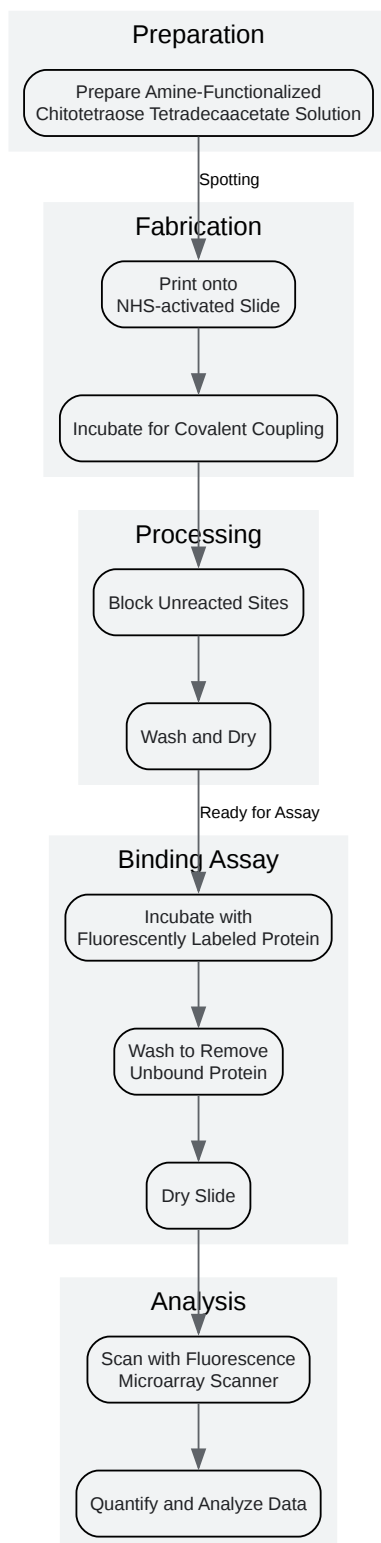 Preparation
Prepare Amine-Functionalized
Chitotetraose Tetradecaacetate Solution
Spotting
Fabrication
Print onto
NHS-activated Slide
Incubate for Covalent Coupling
Processing
Block Unreacted Sites
Wash and Dry
Ready for Assay
Binding Assay
Incubate with
Fluorescently Labeled Protein
Wash to Remove
Unbound Protein
Dry Slide
Analysis
Scan with Fluorescence
Microarray Scanner
Quantify and Analyze Data